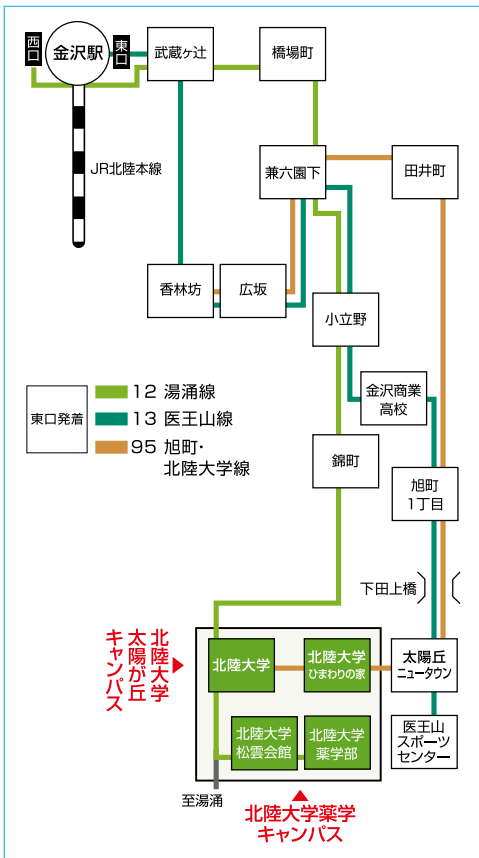 西口
金沢駅
東口
武蔵ヶ辻
橋場町
JR北陸本線
兼六園下
田井町
香林坊
広坂
小立野
金沢商業
高校
東口発着
12 湯涌線
13 医王山線
95 旭町・
北陸大学線
錦町
旭町
1丁目
下田上橋
北陸大学
太陽が丘
キャンパス
北陸大学
北陸大学
ひまわりの家
太陽丘
ニュータウン
北陸大学
松雲会館
北陸大学
薬学部
医王山
スポーツ
センター
至湯涌
北陸大学薬学
キャンパス